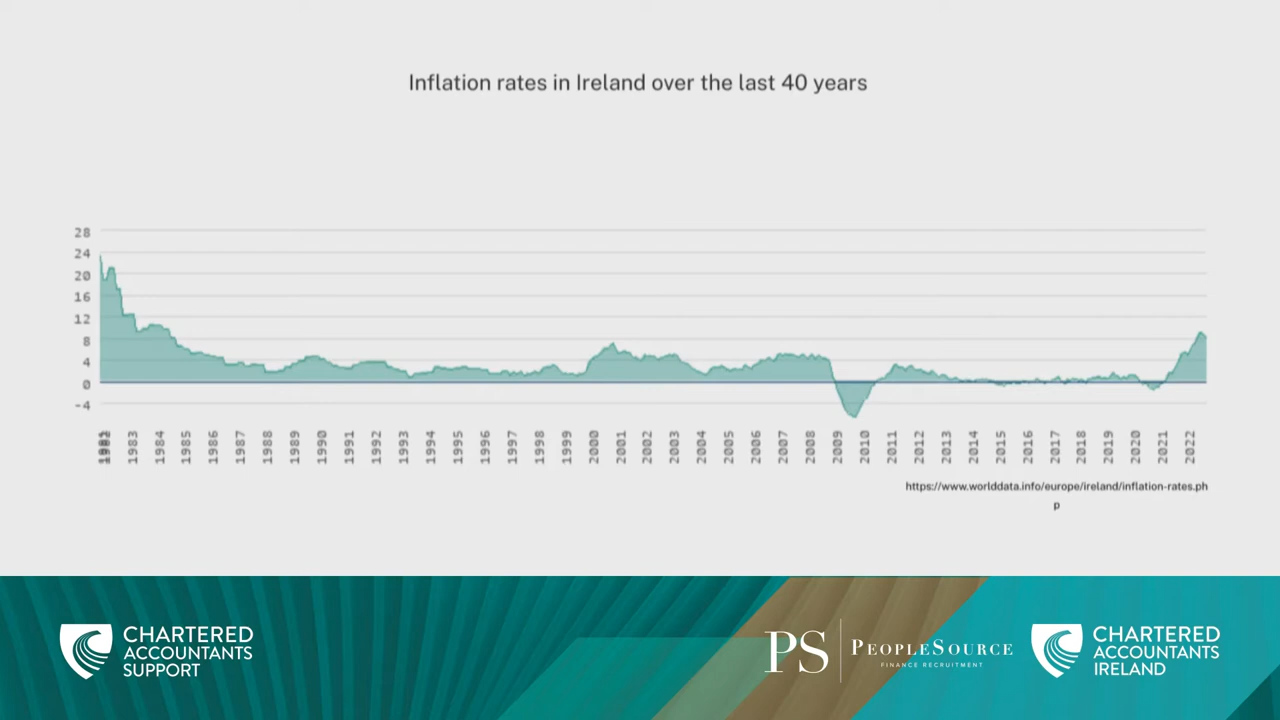 Inflation rates in Ireland over the last 40 years
28
24
20
16
12
8
4
0
-4
1981 1982 1983 1984 1985 1986 1987 1988 1989 1990 1991 1992 1993 1994 1995 1996 1997 1998 1999 2000 2001 2002 2003 2004 2005 2006 2007 2008 2009 2010 2011 2012 2013 2014 2015 2016 2017 2018 2019 2020 2021 2022
https://www.worlddata.info/europe/ireland/inflation-rates.ph
p
CHARTERED
ACCOUNTANTS
SUPPORT
PS
PEOPLESOURCE
FINANCE RECRUITMENT
CHARTERED
ACCOUNTANTS
IRELAND